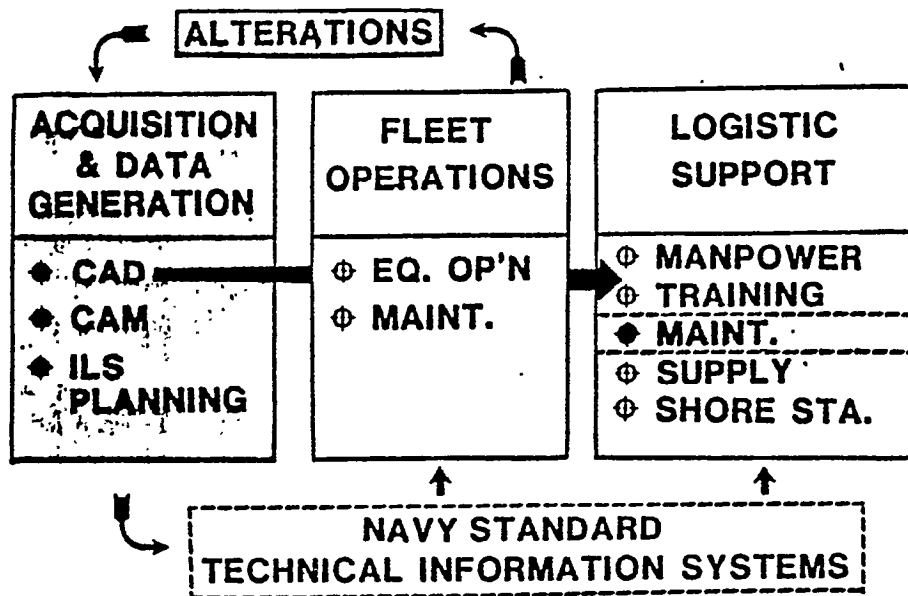 ALTERATIONS
ACQUISITION
& DATA
GENERATION
CAD
CAM
ILS
PLANNING
FLEET
OPERATIONS
EQ. OP'N
MAINT.
LOGISTIC
SUPPORT
MANPOWER
TRAINING
MAINT.
SUPPLY
SHORE STA.
NAVY STANDARD
TECHNICAL INFORMATION SYSTEMS